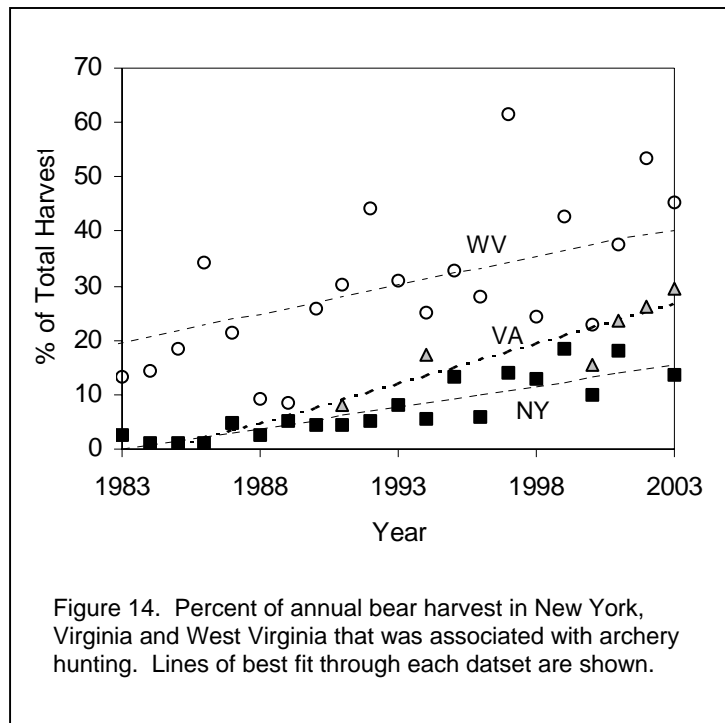 70
60
50
40
30
20
10
0
% of Total Harvest
WV
VA
NY
1983 1988 1993 1998 2003
Year
Figure 14. Percent of annual bear harvest in New York,
Virginia and West Virginia that was associated with archery
hunting. Lines of best fit through each datset are shown.